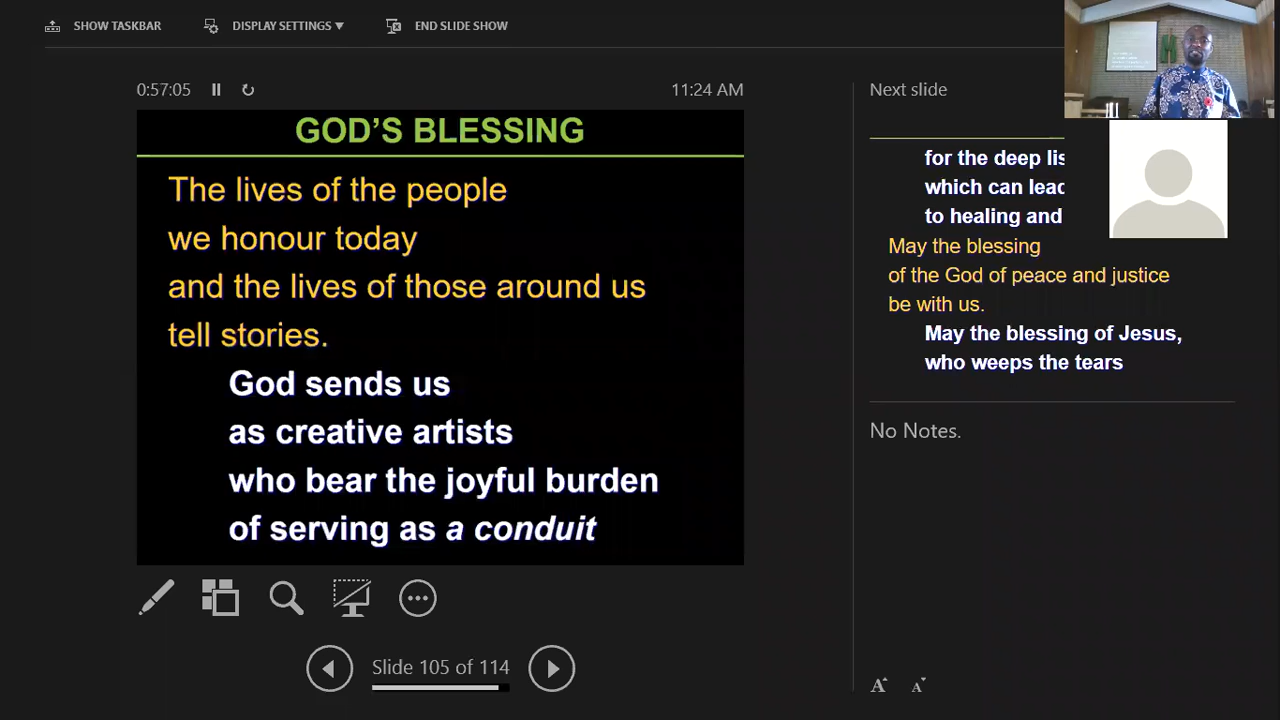 SHOW TASKBAR
DISPLAY SETTINGS
END SLIDE SHOW
0:57:05
11:24 AM
GOD'S BLESSING
The lives of the people
we honour today
and the lives of those around us
tell stories.
God sends us
as creative artists
who bear the joyful burden
of serving as a conduit
Slide 105 of 114
Next slide
for the deep
which can
to healing and
May the blessing
of the God of peace and justice
be with us.
May the blessing of Jesus,
who weeps the tears
No Notes.
A A